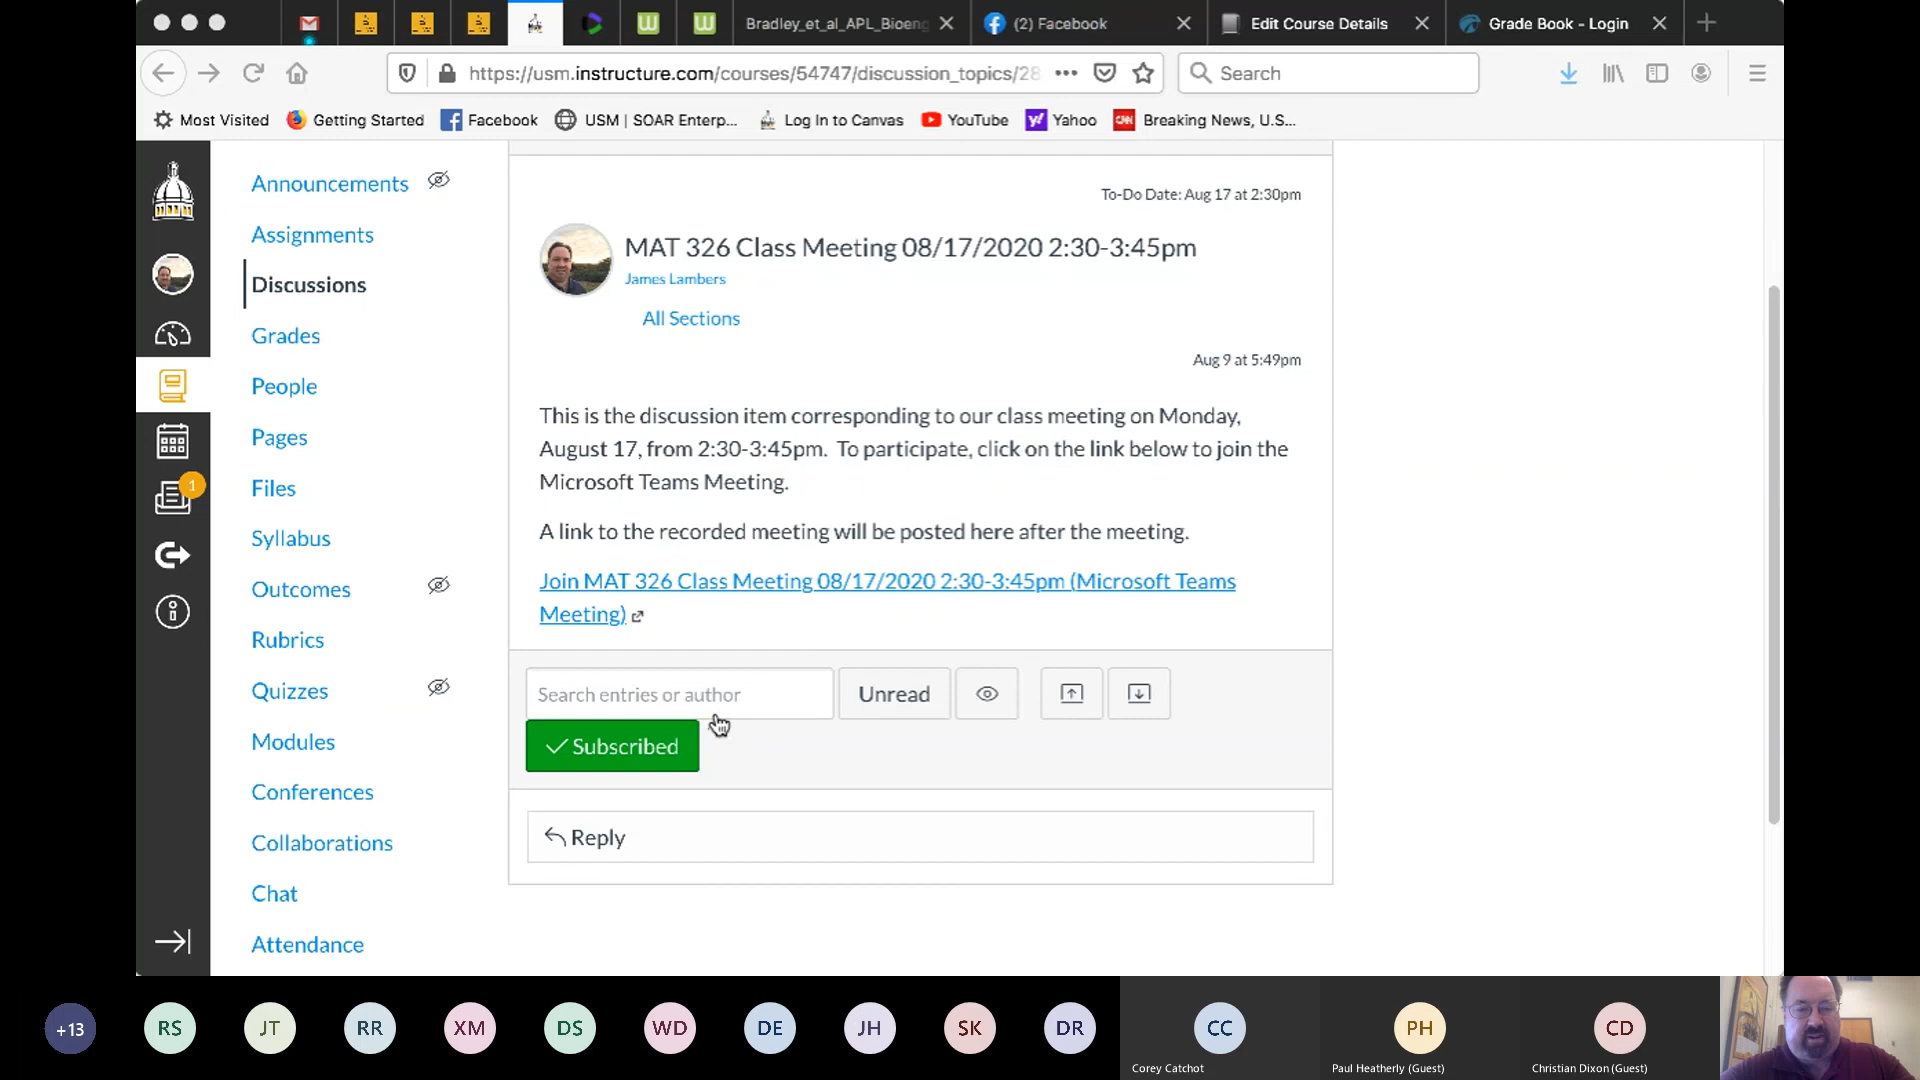 Bradley_et_al_APL_Bioeng
(2) Facebook
Edit Course Details
Grade Book - Login
https://usm.instructure.com/courses/54747/discussion_topics/28
Search
Most Visited
Getting Started
Facebook
USM | SOAR Enterp...
Log In to Canvas
YouTube
Yahoo
CNN
Breaking News, U.S...
Announcements
Assignments
Discussions
Grades
People
Pages
Files
1
Syllabus
Outcomes
Rubrics
Quizzes
Modules
Conferences
Collaborations
Chat
Attendance
To-Do Date: Aug 17 at 2:30pm
MAT 326 Class Meeting 08/17/2020 2:30-3:45pm
James Lambers
All Sections
Aug 9 at 5:49pm
This is the discussion item corresponding to our class meeting on Monday,
August 17, from 2:30-3:45pm. To participate, click on the link below to join the
Microsoft Teams Meeting.
A link to the recorded meeting will be posted here after the meeting.
Join MAT 326 Class Meeting 08/17/2020 2:30-3:45pm (Microsoft Teams
Meeting)
Search entries or author
Unread
Subscribed
Reply
+13
RS
JT
RR
XM
DS
WD
DE
JH
SK
DR
CC
PH
CD
Corey Catchot
Paul Heatherly (Guest)
Christian Dixon (Guest)